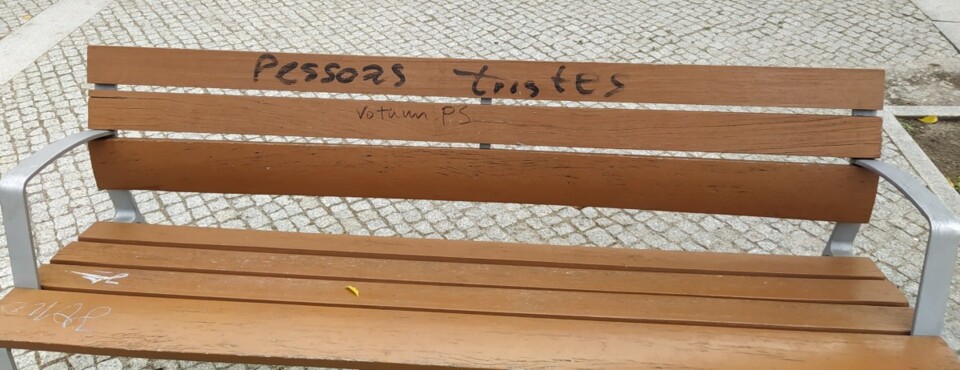 Pessoas tristes
votam PS